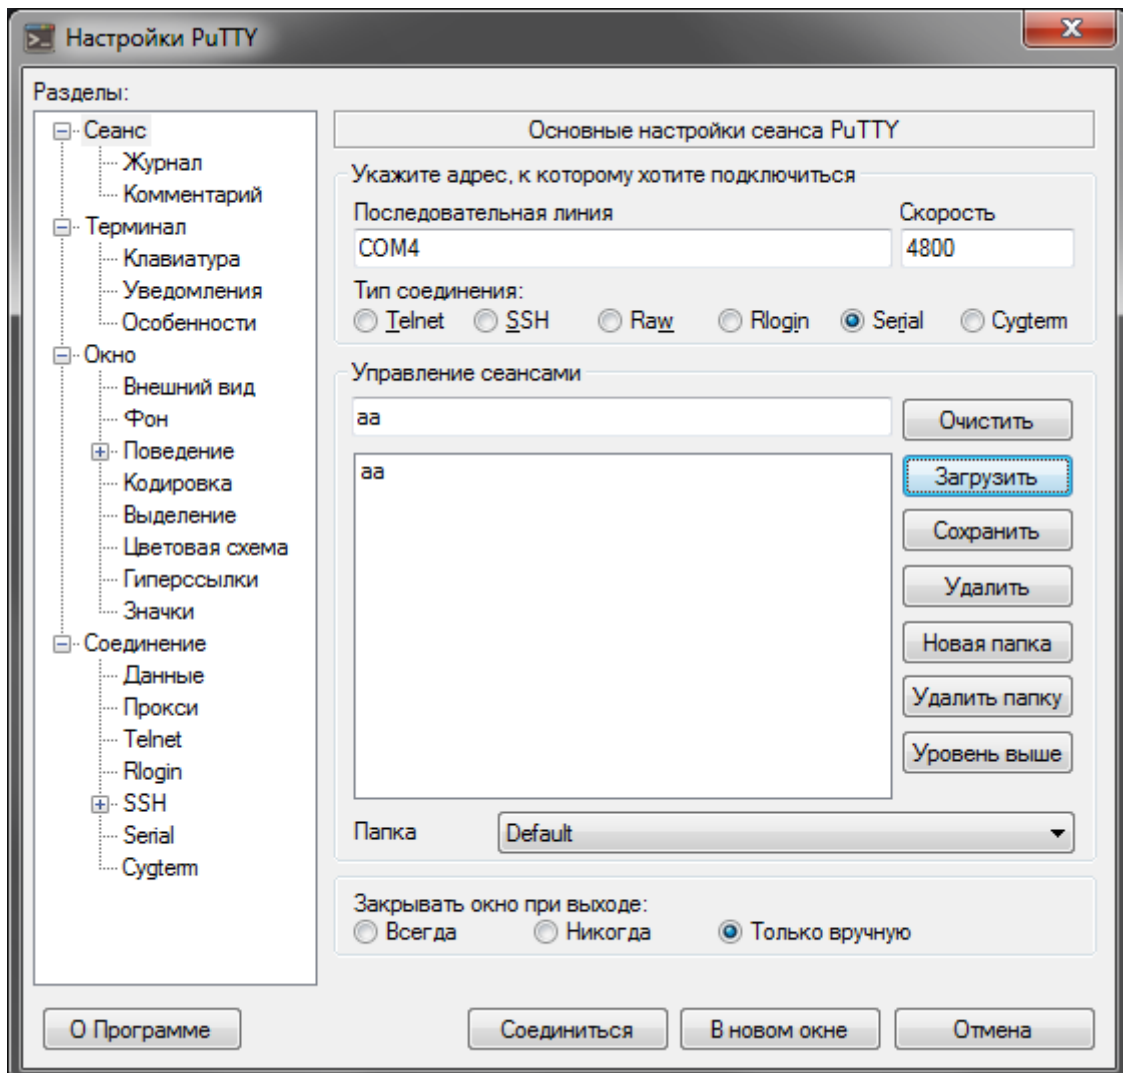 Настройки PuTTY
Разделы:
Сеанс
Журнал
Комментарий
Терминал
Клавиатура
Уведомления
Особенности
Окно
Внешний вид
Фон
Поведение
Кодировка
Выделение
Цветовая схема
Гиперссылки
Значки
Соединение
Данные
Прокси
Telnet
Rlogin
SSH
Serial
Cygterm
Основные настройки сеанса PuTTY
Укажите адрес, к которому хотите подключиться
Последовательная линия Скорость
COM4 4800
Тип соединения:
Telnet SSH Raw Rlogin Serial Cygterm
Управление сеансами
aa Очистить
aa
Загрузить
Сохранить
Удалить
Новая папка
Удалить папку
Уровень выше
Папка Default
Закрывать окно при выходе:
Всегда Никогда Только вручную
О Программе Соединиться В новом окне Отмена